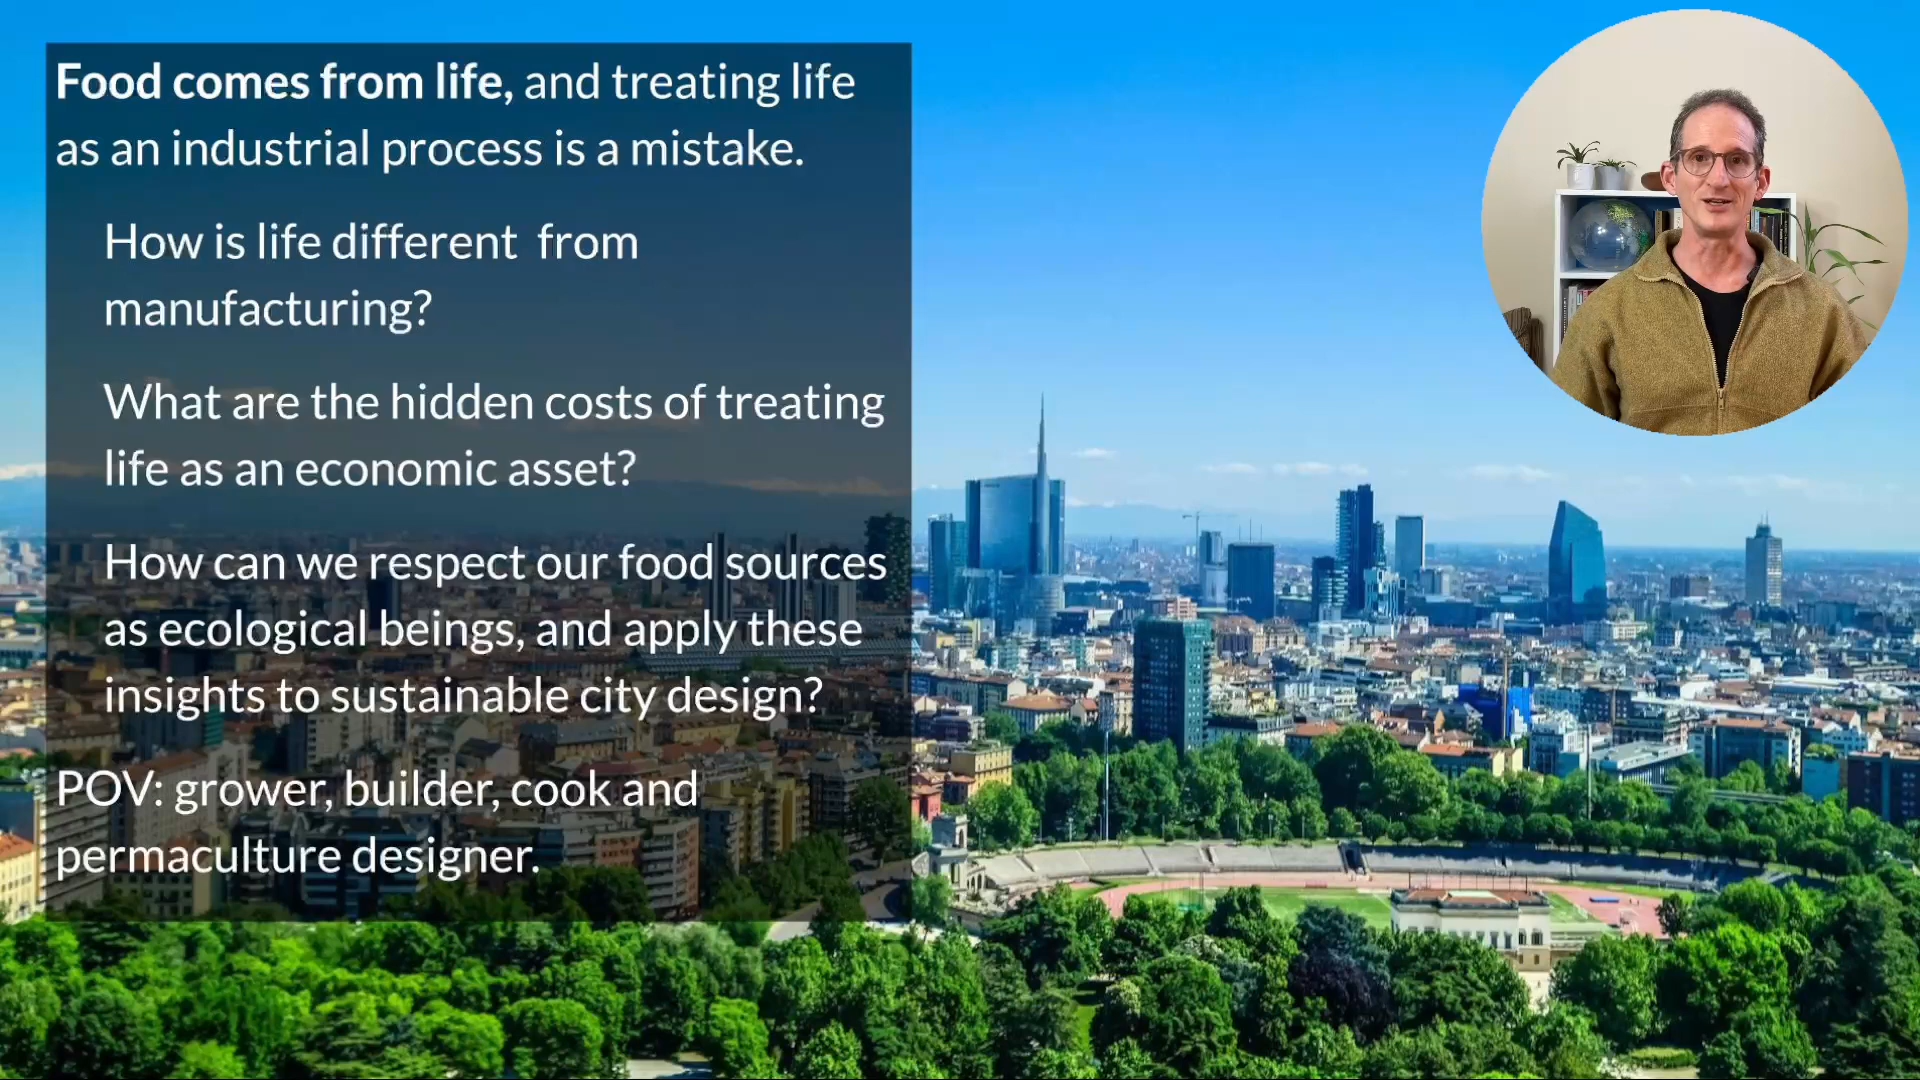 Food comes from life, and treating life
as an industrial process is a mistake.
How is life different from
manufacturing?
What are the hidden costs of treating
life as an economic asset?
How can we respect our food sources
as ecological beings, and apply these
insights to sustainable city design?
POV: grower, builder, cook and
permaculture designer.